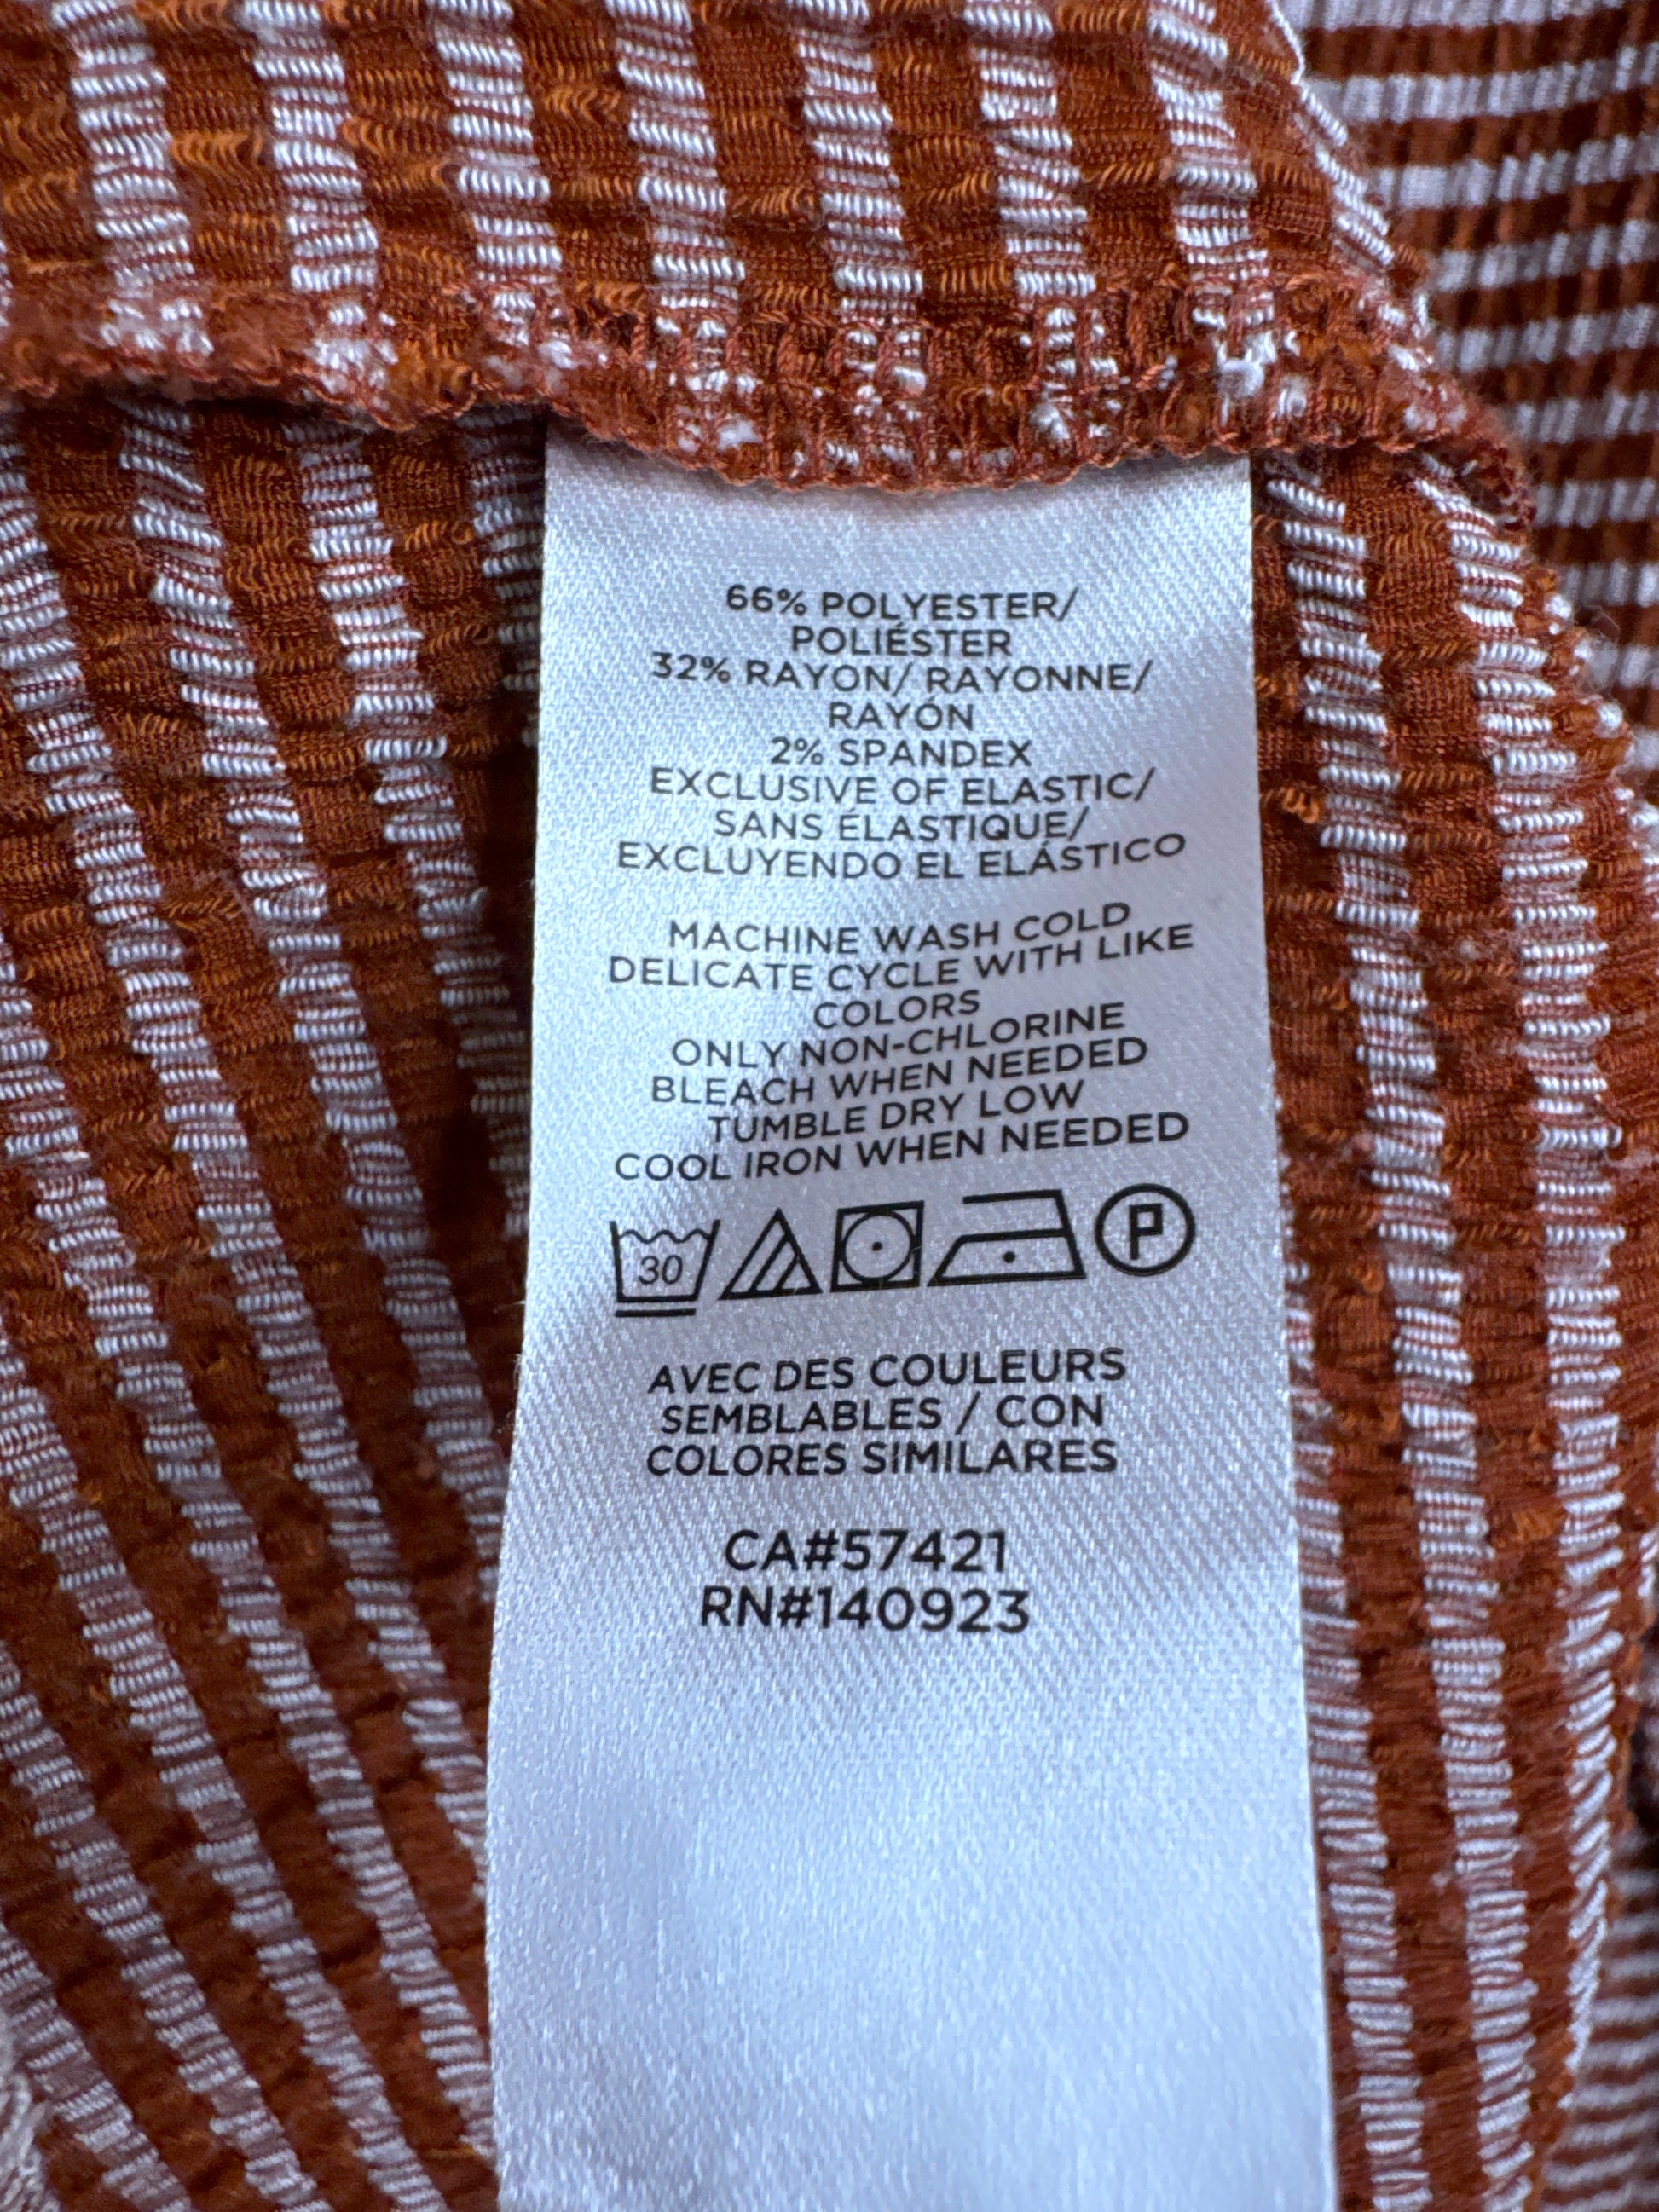 66% POLYESTER/
POLIÉSTER
32% RAYON/ RAYONNE/
RAYÓN
2% SPANDEX
EXCLUSIVE OF ELASTIC/
SANS ÉLASTIQUE/
EXCLUYENDO EL ELÁSTICO
MACHINE WASH COLD
DELICATE CYCLE WITH LIKE
COLORS
ONLY NON-CHLORINE
BLEACH WHEN NEEDED
TUMBLE DRY LOW
COOL IRON WHEN NEEDED
30 P
AVEC DES COULEURS
SEMBLABLES / CON
COLORES SIMILARES
CA#57421
RN#140923